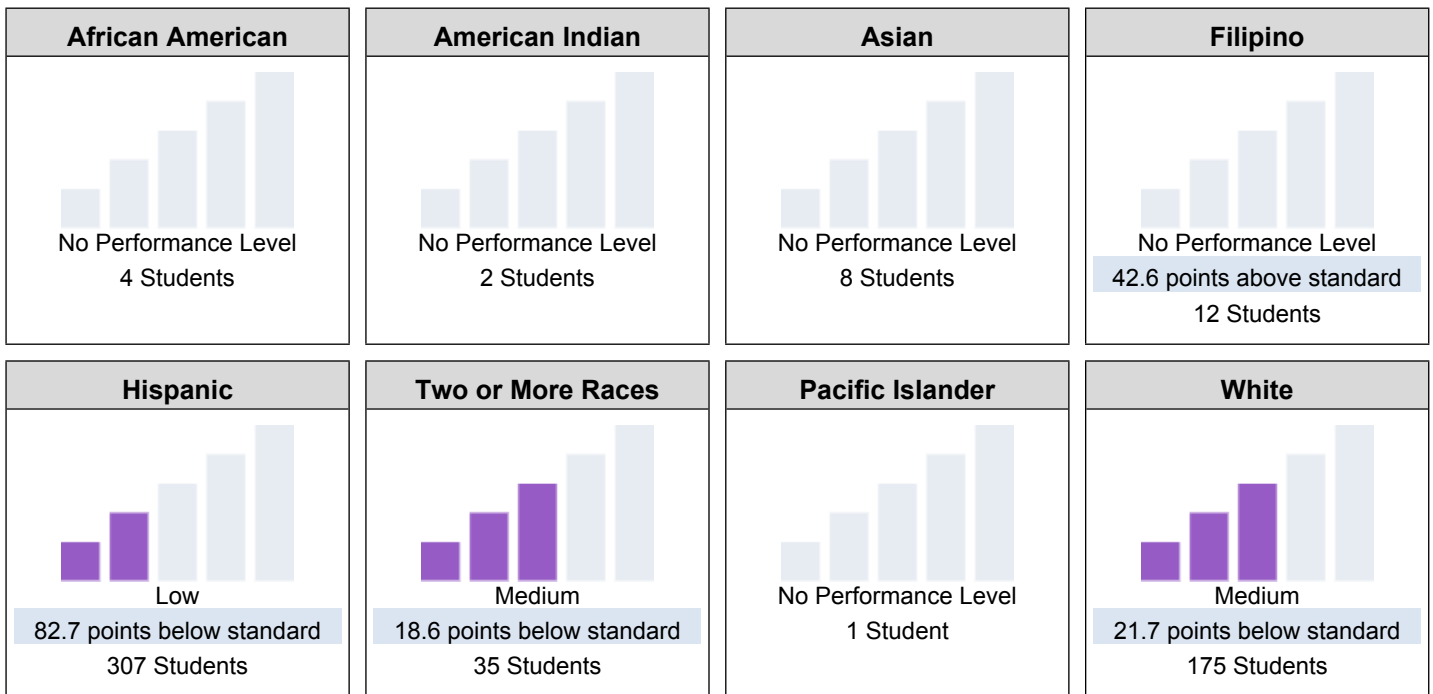 African American
No Performance Level
4 Students
American Indian
No Performance Level
2 Students
Asian
No Performance Level
8 Students
Filipino
No Performance Level
42.6 points above standard
12 Students
Hispanic
Low
82.7 points below standard
307 Students
Two or More Races
Medium
18.6 points below standard
35 Students
Pacific Islander
No Performance Level
1 Student
White
Medium
21.7 points below standard
175 Students